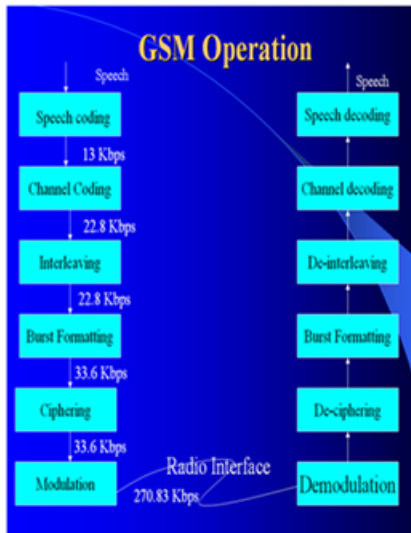 GSM Operation
Speech
Speech coding
13 Kbps
Channel Coding
22.8 Kbps
Interleaving
22.8 Kbps
Burst Formatting
33.6 Kbps
Ciphering
33.6 Kbps
Modulation
Radio Interface
270.83 Kbps
Speech
Speech decoding
Channel decoding
De-interleaving
Burst Formatting
De-ciphering
Demodulation